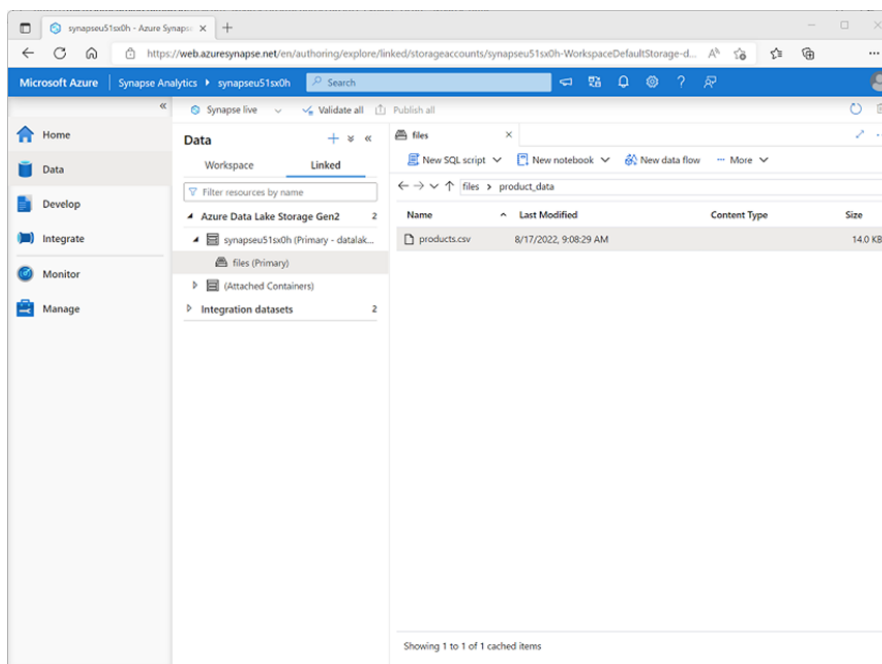 synapseu51sx0h - Azure Synapse
https://web.azuresynapse.net/en/authoring/explore/linked/storageaccounts/synapseu51sx0h-WorkspaceDefaultStorage-d...
Microsoft Azure Synapse Analytics synapseu51sx0h Search
Synapse live Validate all Publish all
Home
Data
Develop
Integrate
Monitor
Manage
Data
Workspace Linked
Filter resources by name
Azure Data Lake Storage Gen2 2
synapseu51sx0h (Primary - datalak...
files (Primary)
(Attached Containers)
Integration datasets 2
files
New SQL script New notebook New data flow ... More
files > product_data
Name Last Modified Content Type Size
products.csv 8/17/2022, 9:08:29 AM 14.0 KB
Showing 1 to 1 of 1 cached items